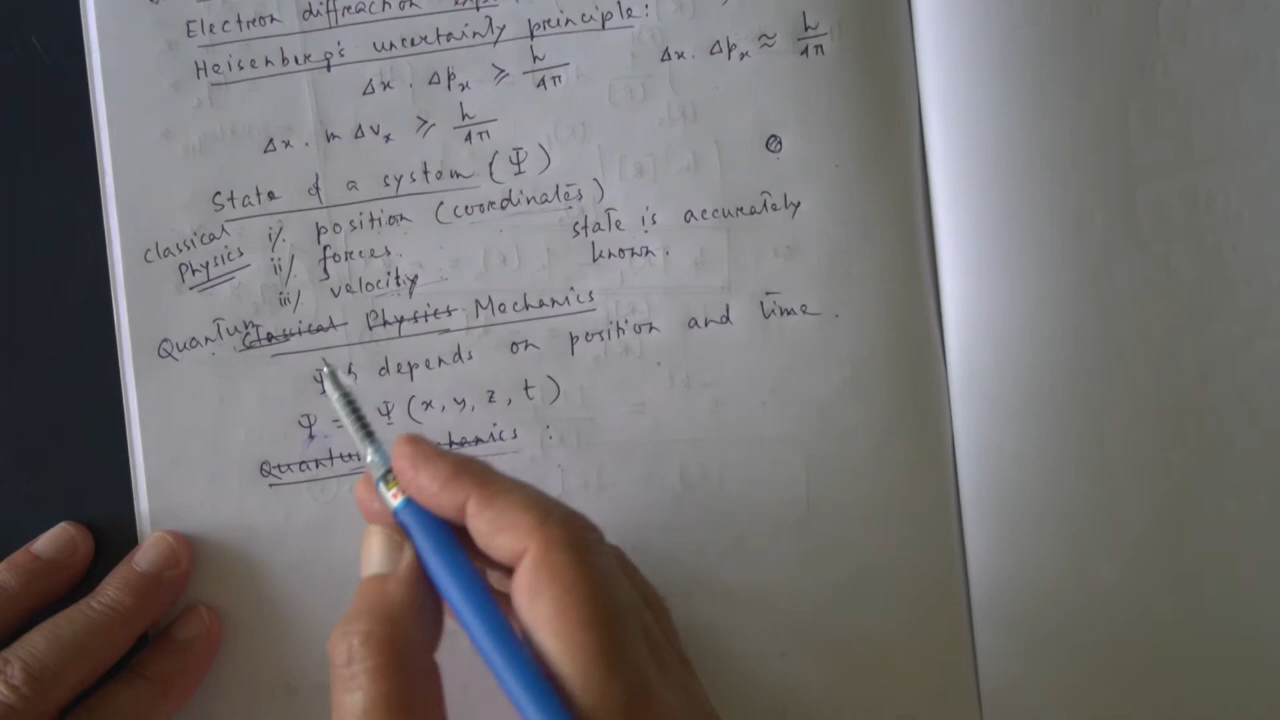 Electron diffraction
Heisenberg's uncertainly principle:
Δx . Δpₓ ⩾ h/4π    Δx. Δpₓ ≈ h/4π
Δx . m Δvₓ ⩾ h/4π
State of a system (Ψ)
classical i/. position (coordinates)
Physics ii/. forces. state is accurately known.
iii/. velocity
Quantum Classical Physics Mechanics
Ψ depends on position and time.
Ψ = Ψ (x, y, z, t)
Quantum Mechanics :